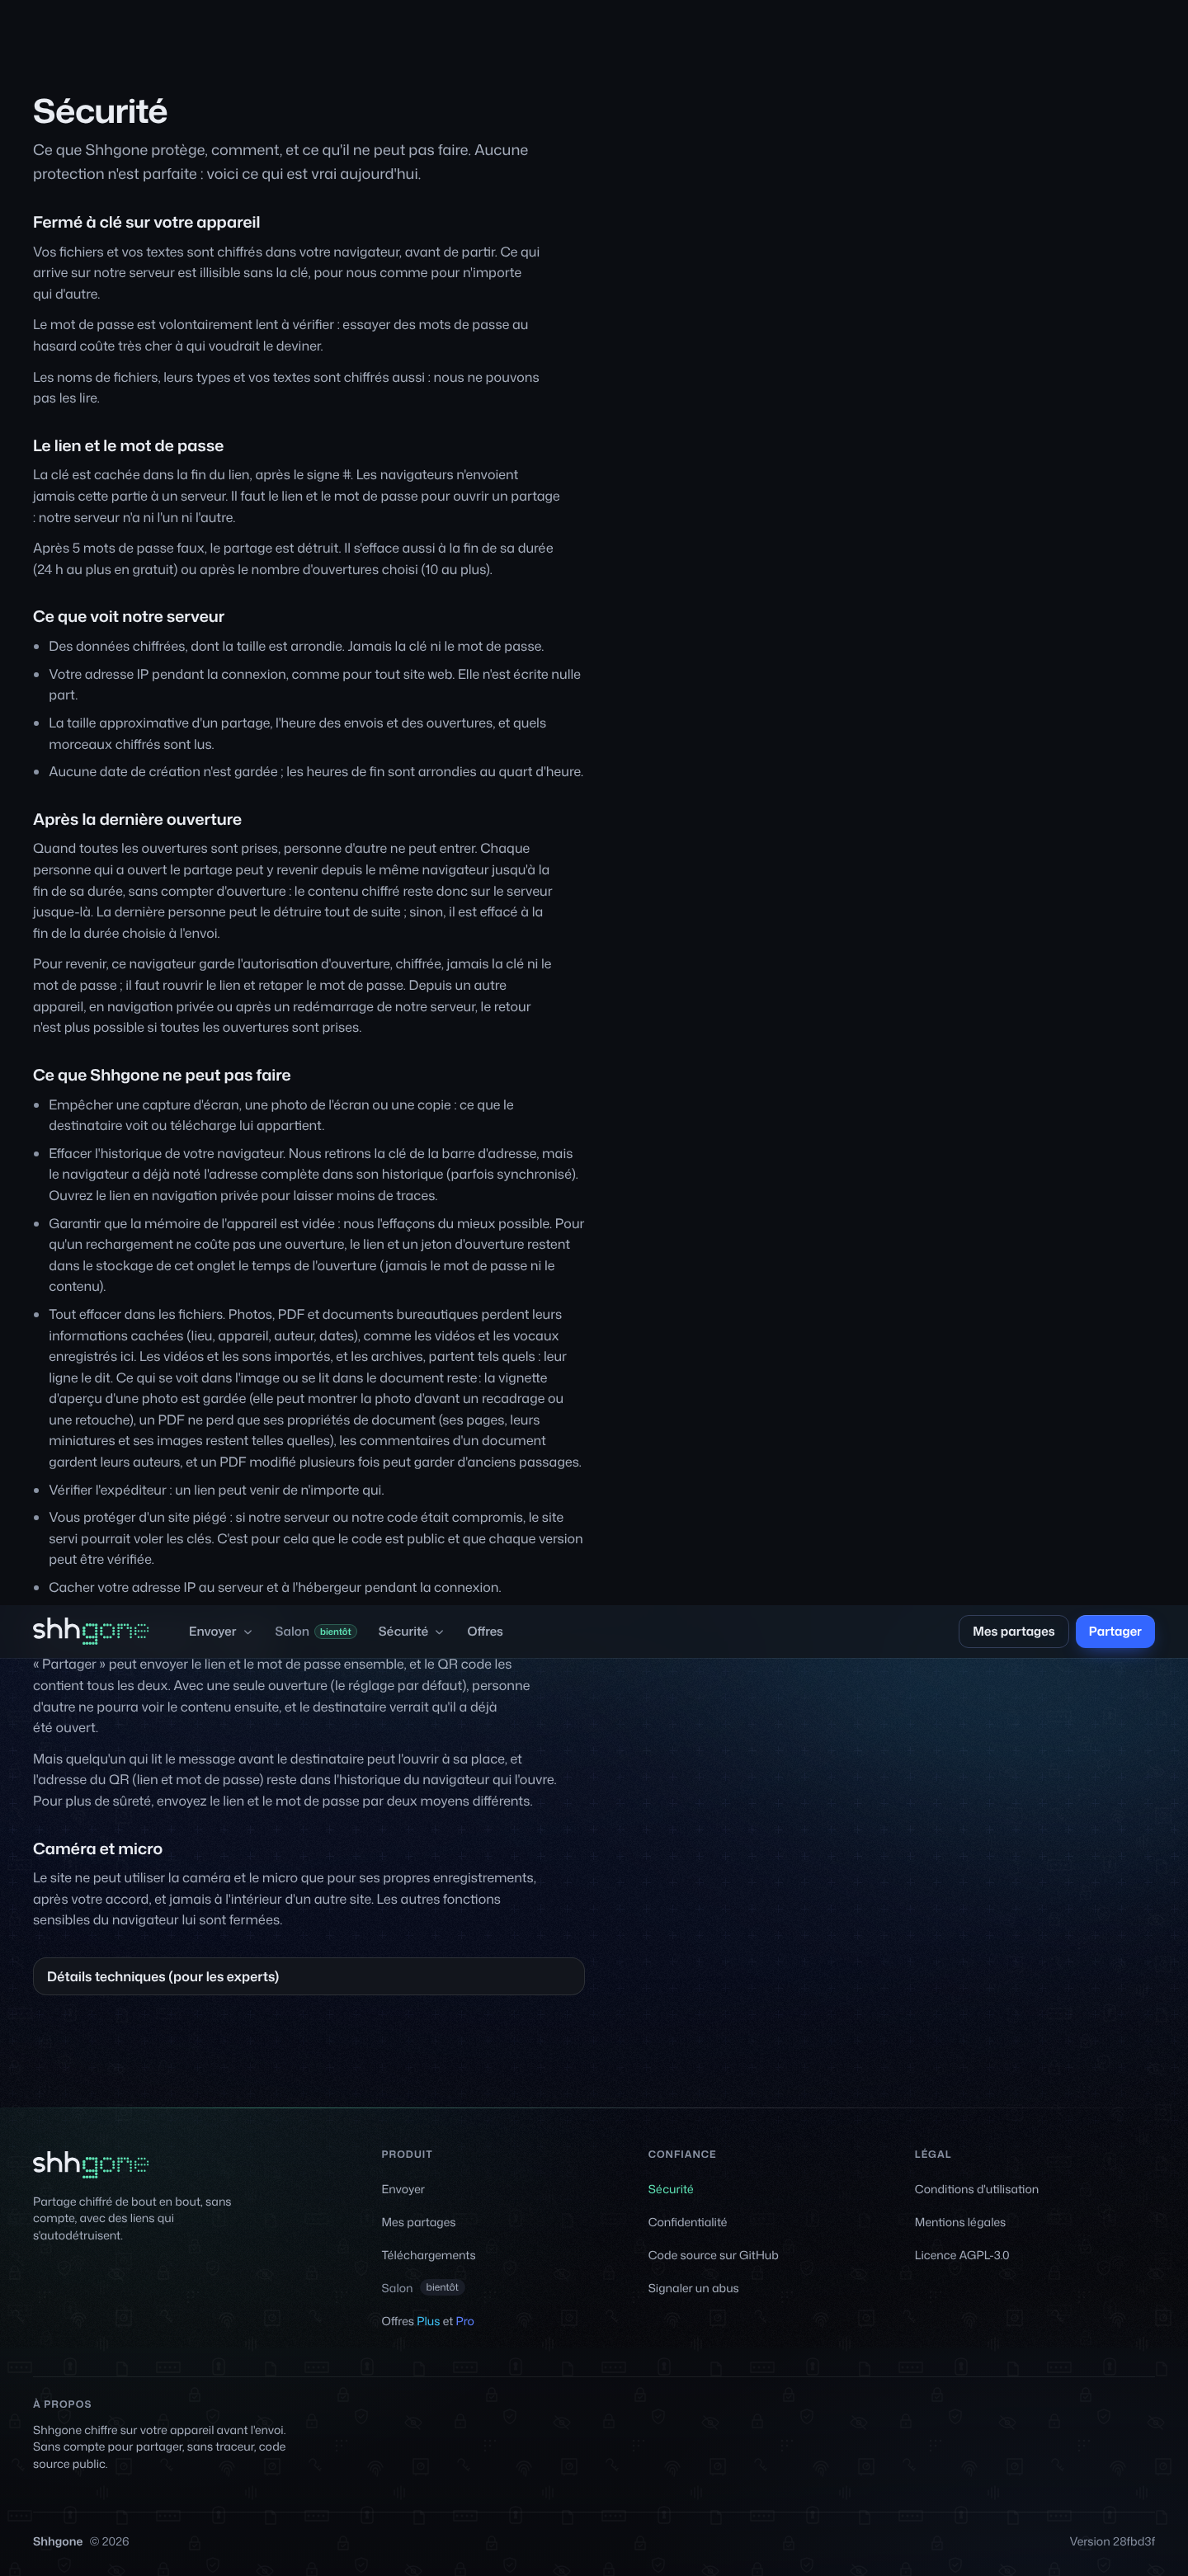 Sécurité
Ce que Shhgone protège, comment, et ce qu'il ne peut pas faire. Aucune
protection n'est parfaite : voici ce qui est vrai aujourd'hui.
Fermé à clé sur votre appareil
Vos fichiers et vos textes sont chiffrés dans votre navigateur, avant de partir. Ce qui
arrive sur notre serveur est illisible sans la clé, pour nous comme pour n'importe
qui d'autre.
Le mot de passe est volontairement lent à vérifier : essayer des mots de passe au
hasard coûte très cher à qui voudrait le deviner.
Les noms de fichiers, leurs types et vos textes sont chiffrés aussi : nous ne pouvons
pas les lire.
Le lien et le mot de passe
La clé est cachée dans la fin du lien, après le signe #. Les navigateurs n'envoient
jamais cette partie à un serveur. Il faut le lien et le mot de passe pour ouvrir un partage
: notre serveur n'a ni l'un ni l'autre.
Après 5 mots de passe faux, le partage est détruit. Il s'efface aussi à la fin de sa durée
(24 h au plus en gratuit) ou après le nombre d'ouvertures choisi (10 au plus).
Ce que voit notre serveur
• Des données chiffrées, dont la taille est arrondie. Jamais la clé ni le mot de passe.
• Votre adresse IP pendant la connexion, comme pour tout site web. Elle n'est écrite nulle
part.
• La taille approximative d'un partage, l'heure des envois et des ouvertures, et quels
morceaux chiffrés sont lus.
• Aucune date de création n'est gardée ; les heures de fin sont arrondies au quart d'heure.
Après la dernière ouverture
Quand toutes les ouvertures sont prises, personne d'autre ne peut entrer. Chaque
personne qui a ouvert le partage peut y revenir depuis le même navigateur jusqu'à la
fin de sa durée, sans compter d'ouverture : le contenu chiffré reste donc sur le serveur
jusque-là. La dernière personne peut le détruire tout de suite ; sinon, il est effacé à la
fin de la durée choisie à l'envoi.
Pour revenir, ce navigateur garde l'autorisation d'ouverture, chiffrée, jamais la clé ni le
mot de passe ; il faut rouvrir le lien et retaper le mot de passe. Depuis un autre
appareil, en navigation privée ou après un redémarrage de notre serveur, le retour
n'est plus possible si toutes les ouvertures sont prises.
Ce que Shhgone ne peut pas faire
• Empêcher une capture d'écran, une photo de l'écran ou une copie : ce que le
destinataire voit ou télécharge lui appartient.
• Effacer l'historique de votre navigateur. Nous retirons la clé de la barre d'adresse, mais
le navigateur a déjà noté l'adresse complète dans son historique (parfois synchronisé).
Ouvrez le lien en navigation privée pour laisser moins de traces.
• Garantir que la mémoire de l'appareil est vidée : nous l'effaçons du mieux possible. Pour
qu'un rechargement ne coûte pas une ouverture, le lien et un jeton d'ouverture restent
dans le stockage de cet onglet le temps de l'ouverture (jamais le mot de passe ni le
contenu).
• Tout effacer dans les fichiers. Photos, PDF et documents bureautiques perdent leurs
informations cachées (lieu, appareil, auteur, dates), comme les vidéos et les vocaux
enregistrés ici. Les vidéos et les sons importés, et les archives, partent tels quels : leur
ligne le dit. Ce qui se voit dans l'image ou se lit dans le document reste : la vignette
d'aperçu d'une photo est gardée (elle peut montrer la photo d'avant un recadrage ou
une retouche), un PDF ne perd que ses propriétés de document (ses pages, leurs
miniatures et ses images restent telles quelles), les commentaires d'un document
gardent leurs auteurs, et un PDF modifié plusieurs fois peut garder d'anciens passages.
• Vérifier l'expéditeur : un lien peut venir de n'importe qui.
• Vous protéger d'un site piégé : si notre serveur ou notre code était compromis, le site
servi pourrait voler les clés. C'est pour cela que le code est public et que chaque version
peut être vérifiée.
• Cacher votre adresse IP au serveur et à l'hébergeur pendant la connexion.
shhgone Envoyer Salon bientôt Sécurité Offres Mes partages Partager
« Partager » peut envoyer le lien et le mot de passe ensemble, et le QR code les
contient tous les deux. Avec une seule ouverture (le réglage par défaut), personne
d'autre ne pourra voir le contenu ensuite, et le destinataire verrait qu'il a déjà
été ouvert.
Mais quelqu'un qui lit le message avant le destinataire peut l'ouvrir à sa place, et
l'adresse du QR (lien et mot de passe) reste dans l'historique du navigateur qui l'ouvre.
Pour plus de sûreté, envoyez le lien et le mot de passe par deux moyens différents.
Caméra et micro
Le site ne peut utiliser la caméra et le micro que pour ses propres enregistrements,
après votre accord, et jamais à l'intérieur d'un autre site. Les autres fonctions
sensibles du navigateur lui sont fermées.
Détails techniques (pour les experts)
shhgone
Partage chiffré de bout en bout, sans
compte, avec des liens qui
s'autodétruisent.
PRODUIT
Envoyer
Mes partages
Téléchargements
Salon bientôt
Offres Plus et Pro
CONFIANCE
Sécurité
Confidentialité
Code source sur GitHub
Signaler un abus
LÉGAL
Conditions d'utilisation
Mentions légales
Licence AGPL-3.0
À PROPOS
Shhgone chiffre sur votre appareil avant l'envoi.
Sans compte pour partager, sans traceur, code
source public.
Shhgone © 2026
Version 28fbd3f